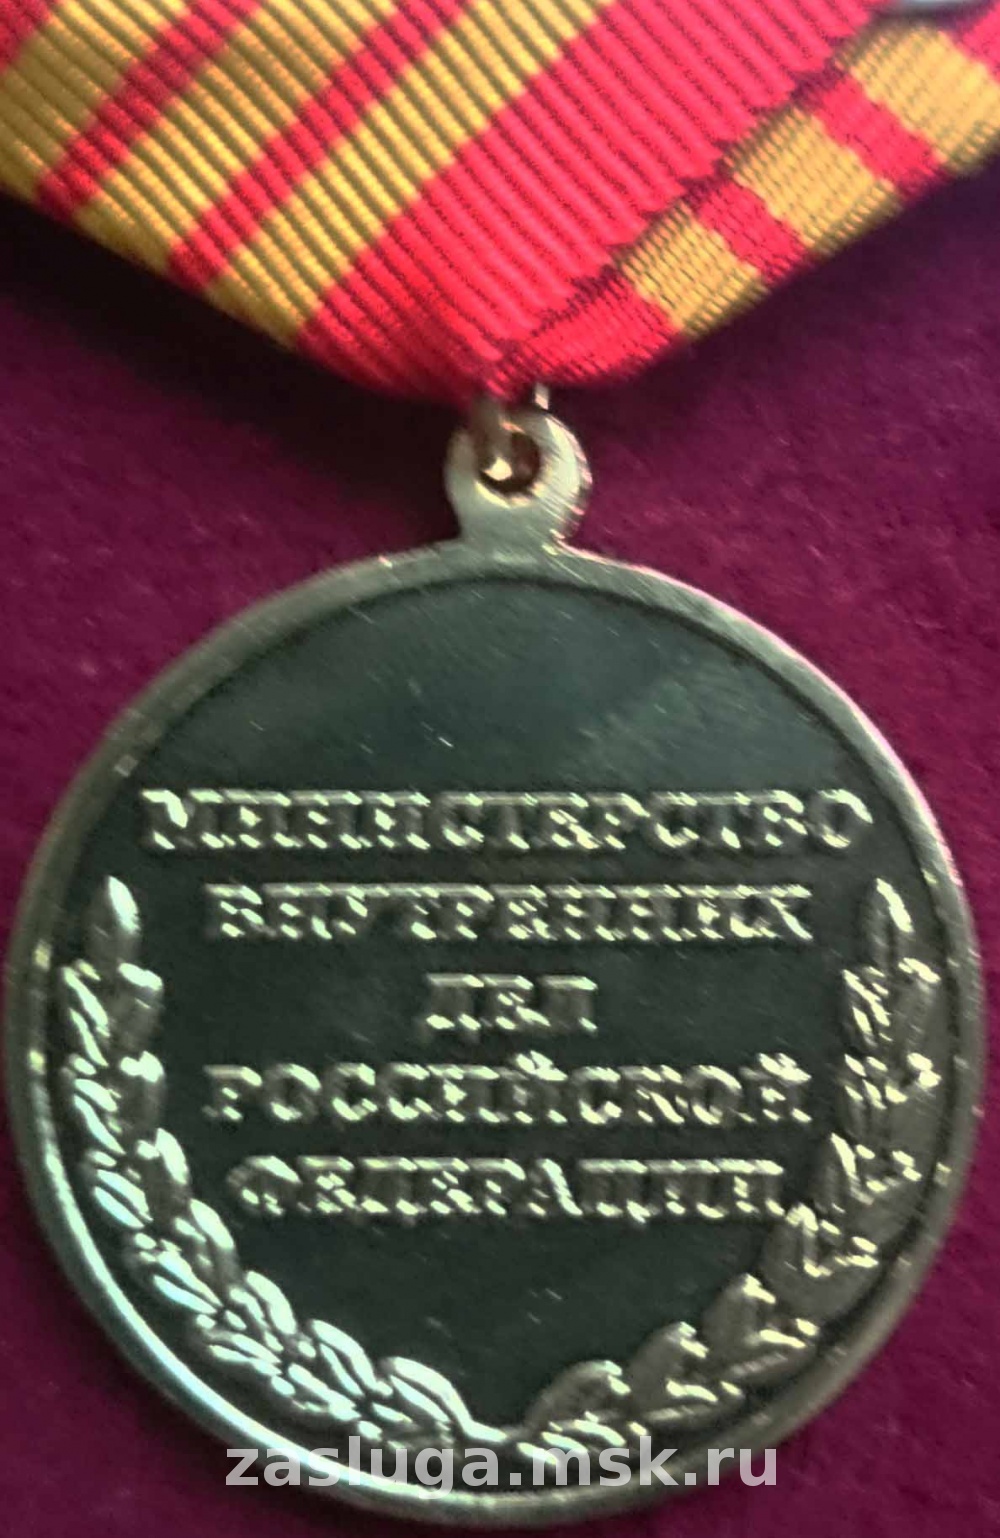 МИНИСТЕРСТВО
ВНУТРЕННИХ
ДЕЛ
РОССИЙСКОЙ
ФЕДЕРАЦИИ
zasluga.msk.ru